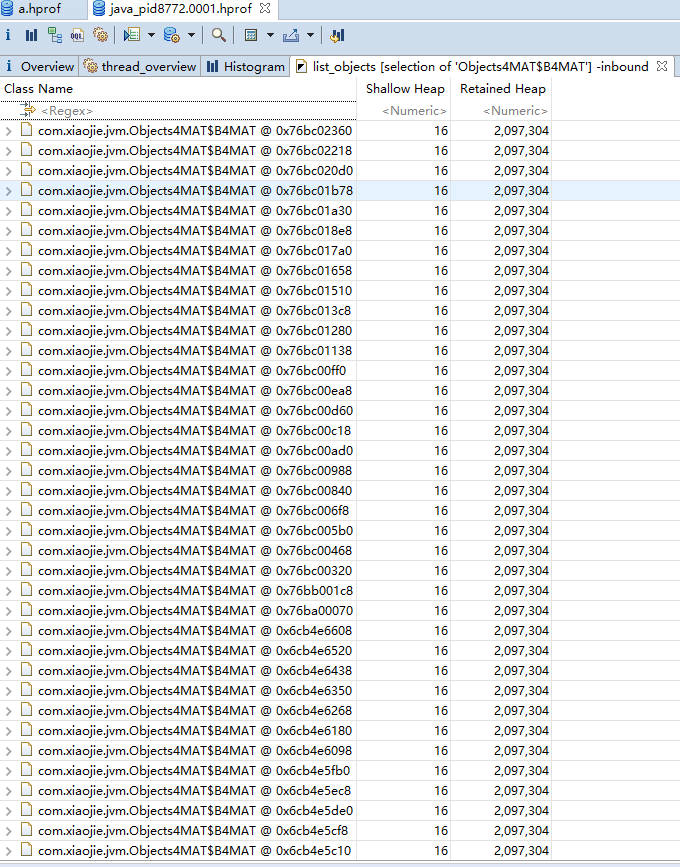 a.hprof java_pid8772.0001.hprof
i OQL
i Overview thread_overview Histogram list_objects [selection of 'Objects4MAT$B4MAT'] -inbound
Class Name Shallow Heap Retained Heap
<Regex> <Numeric> <Numeric>
com.xiaojie.jvm.Objects4MAT$B4MAT @ 0x76bc02360 16 2,097,304
com.xiaojie.jvm.Objects4MAT$B4MAT @ 0x76bc02218 16 2,097,304
com.xiaojie.jvm.Objects4MAT$B4MAT @ 0x76bc020d0 16 2,097,304
com.xiaojie.jvm.Objects4MAT$B4MAT @ 0x76bc01b78 16 2,097,304
com.xiaojie.jvm.Objects4MAT$B4MAT @ 0x76bc01a30 16 2,097,304
com.xiaojie.jvm.Objects4MAT$B4MAT @ 0x76bc018e8 16 2,097,304
com.xiaojie.jvm.Objects4MAT$B4MAT @ 0x76bc017a0 16 2,097,304
com.xiaojie.jvm.Objects4MAT$B4MAT @ 0x76bc01658 16 2,097,304
com.xiaojie.jvm.Objects4MAT$B4MAT @ 0x76bc01510 16 2,097,304
com.xiaojie.jvm.Objects4MAT$B4MAT @ 0x76bc013c8 16 2,097,304
com.xiaojie.jvm.Objects4MAT$B4MAT @ 0x76bc01280 16 2,097,304
com.xiaojie.jvm.Objects4MAT$B4MAT @ 0x76bc01138 16 2,097,304
com.xiaojie.jvm.Objects4MAT$B4MAT @ 0x76bc00ff0 16 2,097,304
com.xiaojie.jvm.Objects4MAT$B4MAT @ 0x76bc00ea8 16 2,097,304
com.xiaojie.jvm.Objects4MAT$B4MAT @ 0x76bc00d60 16 2,097,304
com.xiaojie.jvm.Objects4MAT$B4MAT @ 0x76bc00c18 16 2,097,304
com.xiaojie.jvm.Objects4MAT$B4MAT @ 0x76bc00ad0 16 2,097,304
com.xiaojie.jvm.Objects4MAT$B4MAT @ 0x76bc00988 16 2,097,304
com.xiaojie.jvm.Objects4MAT$B4MAT @ 0x76bc00840 16 2,097,304
com.xiaojie.jvm.Objects4MAT$B4MAT @ 0x76bc006f8 16 2,097,304
com.xiaojie.jvm.Objects4MAT$B4MAT @ 0x76bc005b0 16 2,097,304
com.xiaojie.jvm.Objects4MAT$B4MAT @ 0x76bc00468 16 2,097,304
com.xiaojie.jvm.Objects4MAT$B4MAT @ 0x76bc00320 16 2,097,304
com.xiaojie.jvm.Objects4MAT$B4MAT @ 0x76bb001c8 16 2,097,304
com.xiaojie.jvm.Objects4MAT$B4MAT @ 0x76ba00070 16 2,097,304
com.xiaojie.jvm.Objects4MAT$B4MAT @ 0x6cb4e6608 16 2,097,304
com.xiaojie.jvm.Objects4MAT$B4MAT @ 0x6cb4e6520 16 2,097,304
com.xiaojie.jvm.Objects4MAT$B4MAT @ 0x6cb4e6438 16 2,097,304
com.xiaojie.jvm.Objects4MAT$B4MAT @ 0x6cb4e6350 16 2,097,304
com.xiaojie.jvm.Objects4MAT$B4MAT @ 0x6cb4e6268 16 2,097,304
com.xiaojie.jvm.Objects4MAT$B4MAT @ 0x6cb4e6180 16 2,097,304
com.xiaojie.jvm.Objects4MAT$B4MAT @ 0x6cb4e6098 16 2,097,304
com.xiaojie.jvm.Objects4MAT$B4MAT @ 0x6cb4e5fb0 16 2,097,304
com.xiaojie.jvm.Objects4MAT$B4MAT @ 0x6cb4e5ec8 16 2,097,304
com.xiaojie.jvm.Objects4MAT$B4MAT @ 0x6cb4e5de0 16 2,097,304
com.xiaojie.jvm.Objects4MAT$B4MAT @ 0x6cb4e5cf8 16 2,097,304
com.xiaojie.jvm.Objects4MAT$B4MAT @ 0x6cb4e5c10 16 2,097,304